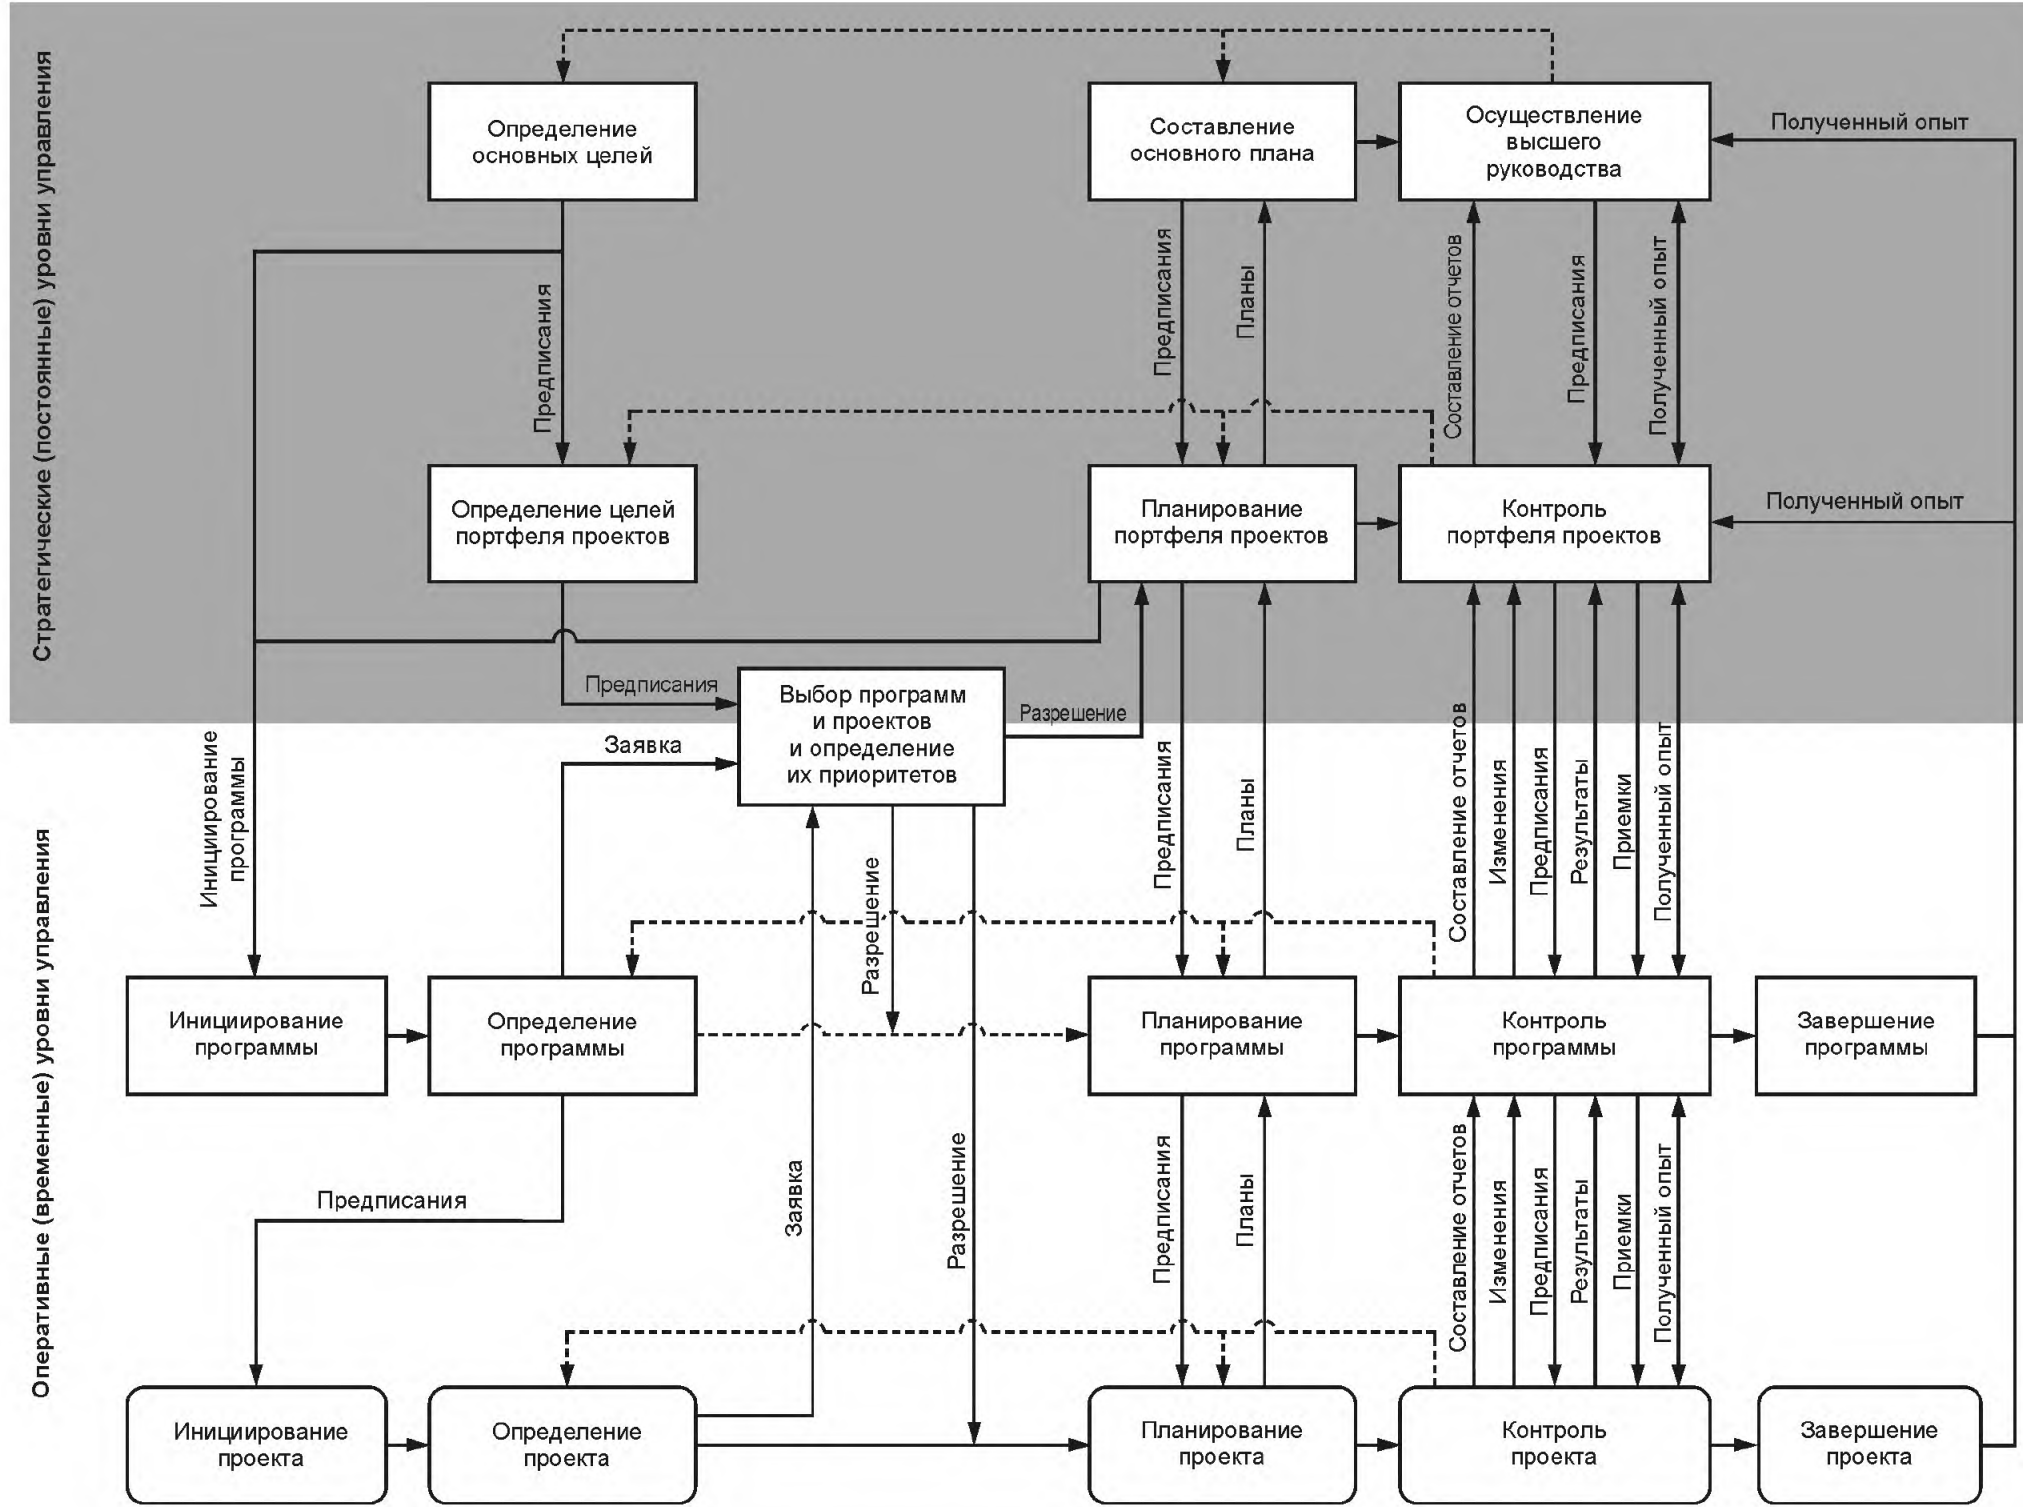 Стратегические (постоянные) уровни управления
Определение
основных целей
Составление
основного плана
Осуществление
высшего
руководства
Полученный опыт
Предписания
Предписания
Планы
Составление отчетов
Предписания
Полученный опыт
Определение целей
портфеля проектов
Планирование
портфеля проектов
Контроль
портфеля проектов
Полученный опыт
Предписания
Выбор программ
и проектов
и определение
их приоритетов
Разрешение
Заявка
Оперативные (временные) уровни управления
Инициирование
программы
Разрешение
Предписания
Планы
Составление отчетов
Изменения
Предписания
Результаты
Приемки
Полученный опыт
Инициирование
программы
Определение
программы
Планирование
программы
Контроль
программы
Завершение
программы
Предписания
Заявка
Разрешение
Предписания
Планы
Составление отчетов
Изменения
Предписания
Результаты
Приемки
Полученный опыт
Инициирование
проекта
Определение
проекта
Планирование
проекта
Контроль
проекта
Завершение
проекта